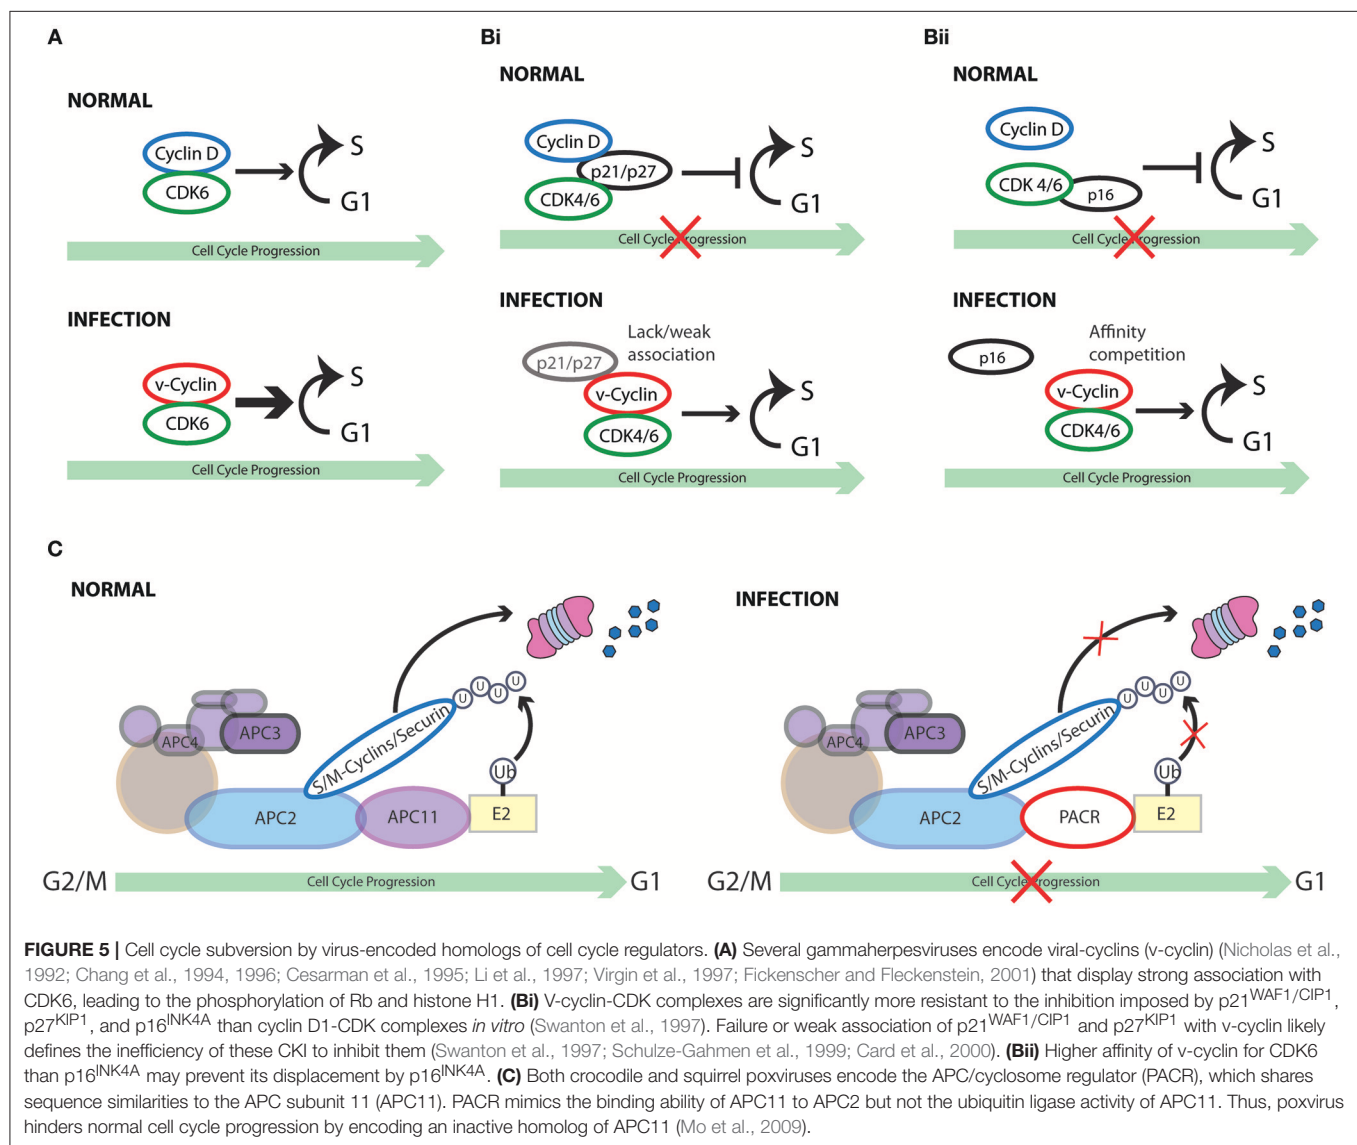 A
NORMAL
Cyclin D
CDK6
S
G1
Cell Cycle Progression
INFECTION
v-Cyclin
CDK6
S
G1
Cell Cycle Progression
Bi
NORMAL
Cyclin D
p21/p27
CDK4/6
S
G1
Cell Cycle Progression
INFECTION
Lack/weak
association
p21/p27
v-Cyclin
CDK4/6
S
G1
Cell Cycle Progression
Bii
NORMAL
Cyclin D
CDK 4/6
p16
S
G1
Cell Cycle Progression
INFECTION
Affinity
competition
p16
v-Cyclin
CDK4/6
S
G1
Cell Cycle Progression
C
NORMAL
U U U U
S/M-Cyclins/Securin
APC4
APC3
Ub
APC2
APC11
E2
G2/M
Cell Cycle Progression
G1
INFECTION
U U U U
S/M-Cyclins/Securin
APC4
APC3
Ub
APC2
PACR
E2
G2/M
Cell Cycle Progression
G1
FIGURE 5 | Cell cycle subversion by virus-encoded homologs of cell cycle regulators. (A) Several gammaherpesviruses encode viral-cyclins (v-cyclin) (Nicholas et al.,
1992; Chang et al., 1994, 1996; Cesarman et al., 1995; Li et al., 1997; Virgin et al., 1997; Fickenscher and Fleckenstein, 2001) that display strong association with
CDK6, leading to the phosphorylation of Rb and histone H1. (Bi) V-cyclin-CDK complexes are significantly more resistant to the inhibition imposed by p21WAF1/CIP1,
p27KIP1, and p16INK4A than cyclin D1-CDK complexes in vitro (Swanton et al., 1997). Failure or weak association of p21WAF1/CIP1 and p27KIP1 with v-cyclin likely
defines the inefficiency of these CKI to inhibit them (Swanton et al., 1997; Schulze-Gahmen et al., 1999; Card et al., 2000). (Bii) Higher affinity of v-cyclin for CDK6
than p16INK4A may prevent its displacement by p16INK4A. (C) Both crocodile and squirrel poxviruses encode the APC/cyclosome regulator (PACR), which shares
sequence similarities to the APC subunit 11 (APC11). PACR mimics the binding ability of APC11 to APC2 but not the ubiquitin ligase activity of APC11. Thus, poxvirus
hinders normal cell cycle progression by encoding an inactive homolog of APC11 (Mo et al., 2009).